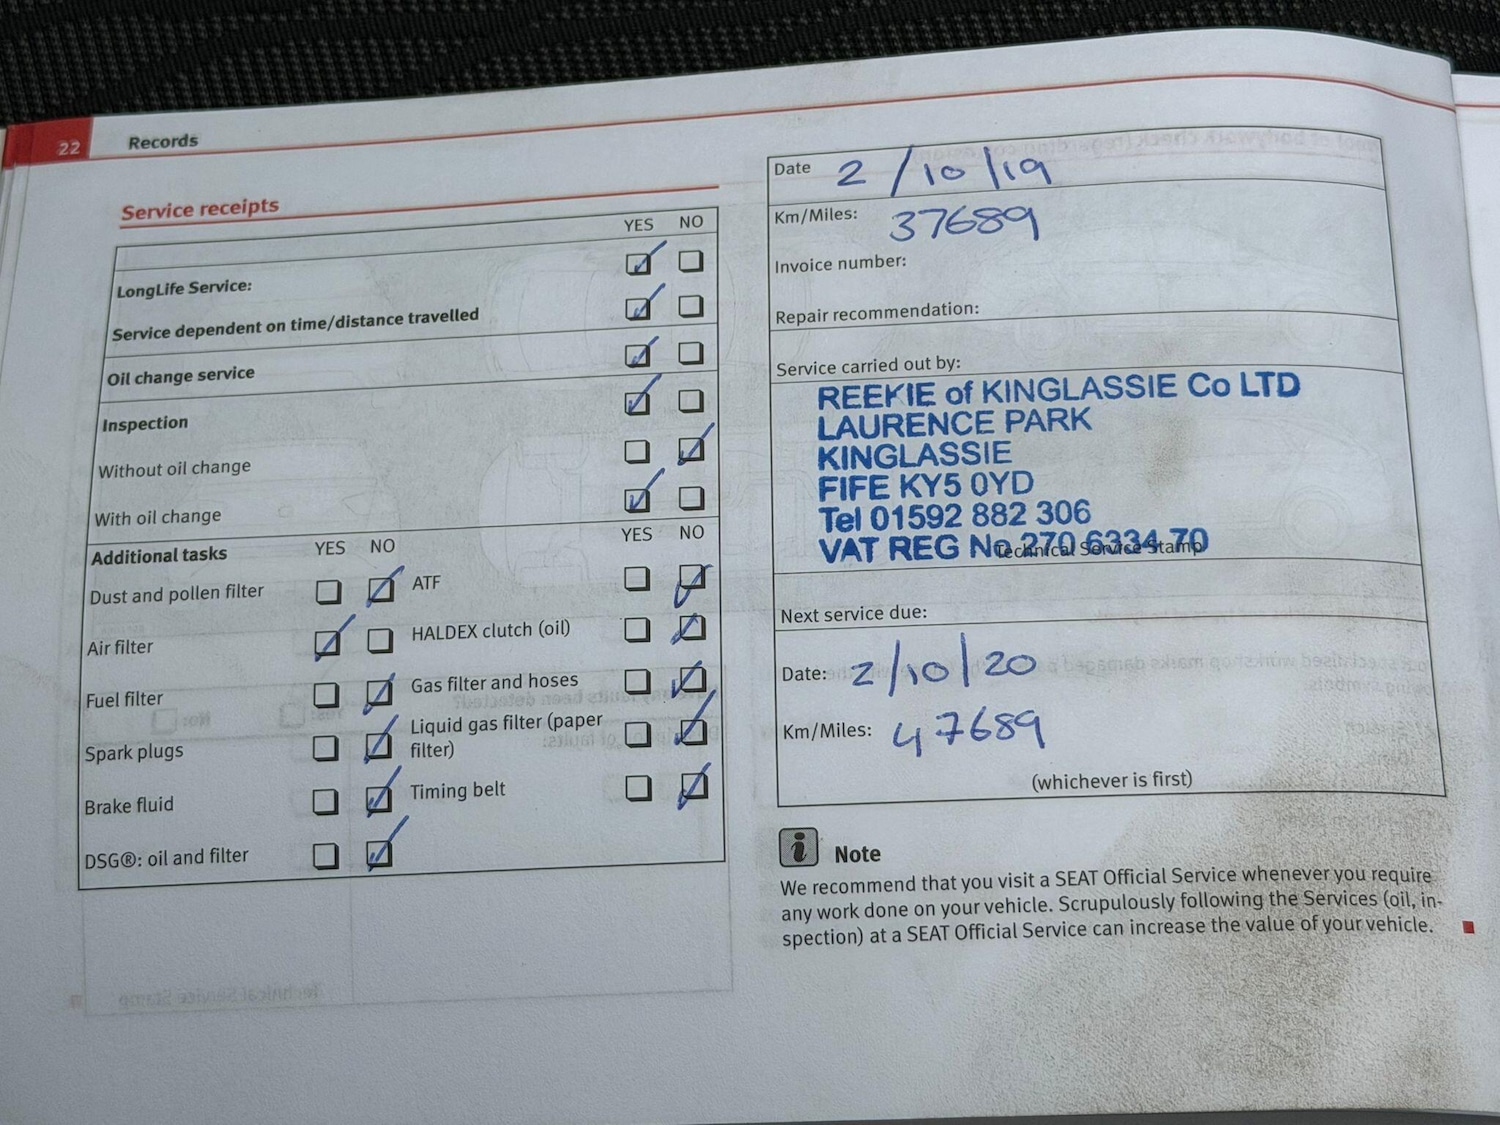 22 Records
Service receipts
YES NO
LongLife Service:
Service dependent on time/distance travelled
Oil change service
Inspection
Without oil change
With oil change
Additional tasks YES NO YES NO
Dust and pollen filter ATF
Air filter HALDEX clutch (oil)
Fuel filter Gas filter and hoses
Spark plugs Liquid gas filter (paper
filter)
Brake fluid Timing belt
DSG®: oil and filter
Date 2/10/19
Km/Miles: 37689
Invoice number:
Repair recommendation:
Service carried out by:
REEKIE of KINGLASSIE Co LTD
LAURENCE PARK
KINGLASSIE
FIFE KY5 0YD
Tel 01592 882 306
VAT REG No 270 6334 70
Technical Service Stamp
Next service due:
Date: 2/10/20
Km/Miles: 47689
(whichever is first)
i Note
We recommend that you visit a SEAT Official Service whenever you require
any work done on your vehicle. Scrupulously following the Services (oil, in-
spection) at a SEAT Official Service can increase the value of your vehicle.